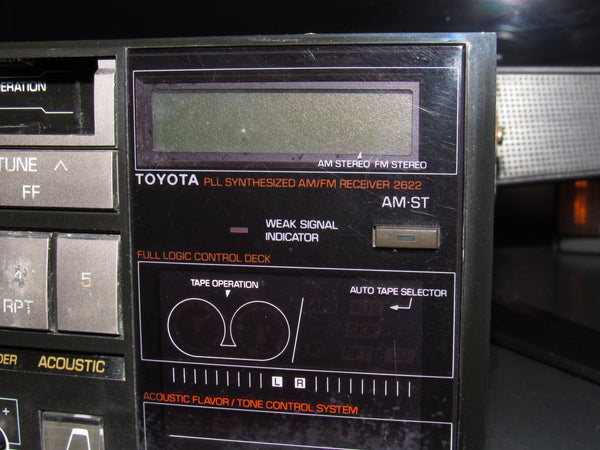 ERATION
AM STEREO FM STEREO
TUNE ∧
FF
TOYOTA PLL SYNTHESIZED AM/FM RECEIVER 2622
AM·ST
WEAK SIGNAL
INDICATOR
FULL LOGIC CONTROL DECK
5
RPT
TAPE OPERATION
AUTO TAPE SELECTOR
L R
DER ACOUSTIC
ACOUSTIC FLAVOR / TONE CONTROL SYSTEM
+